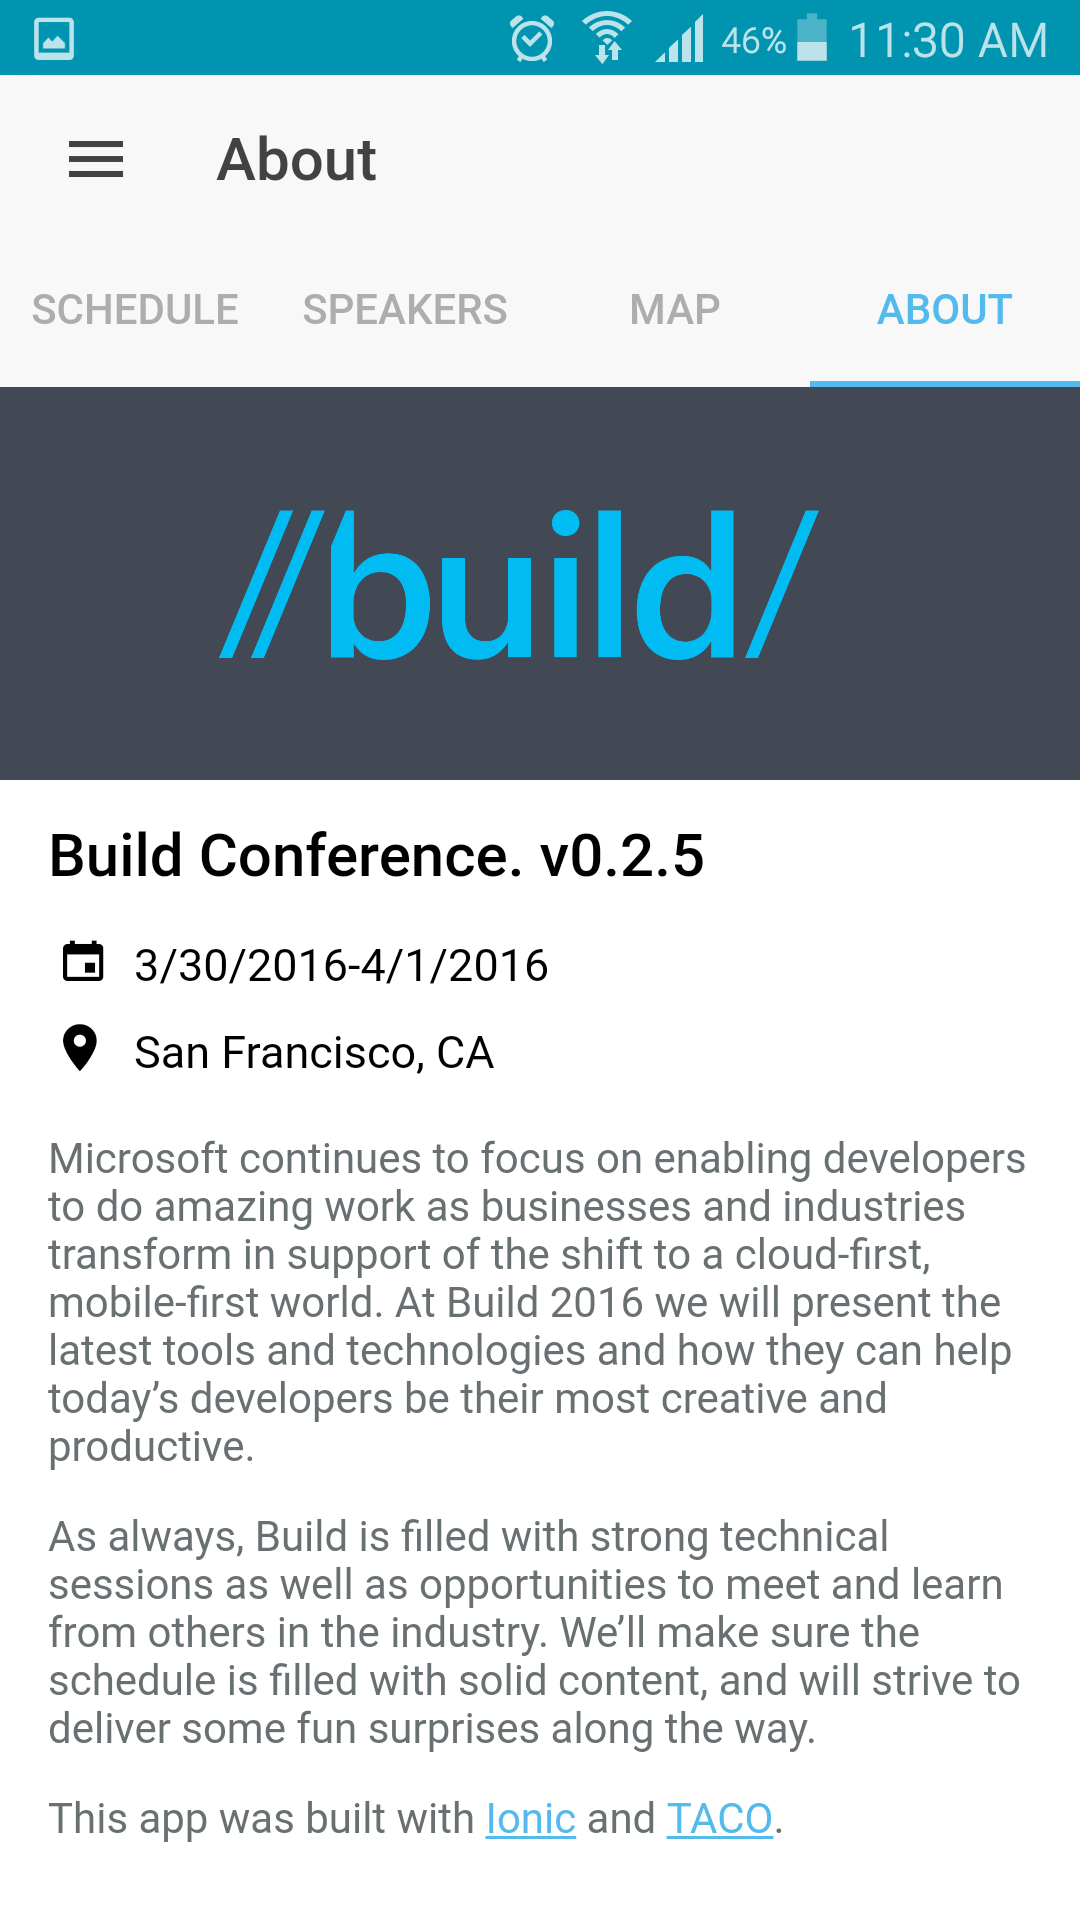 46% 11:30 AM
About
SCHEDULE SPEAKERS MAP ABOUT
//build/
Build Conference. v0.2.5
3/30/2016-4/1/2016
San Francisco, CA
Microsoft continues to focus on enabling developers
to do amazing work as businesses and industries
transform in support of the shift to a cloud-first,
mobile-first world. At Build 2016 we will present the
latest tools and technologies and how they can help
today’s developers be their most creative and
productive.
As always, Build is filled with strong technical
sessions as well as opportunities to meet and learn
from others in the industry. We’ll make sure the
schedule is filled with solid content, and will strive to
deliver some fun surprises along the way.
This app was built with Ionic and TACO.